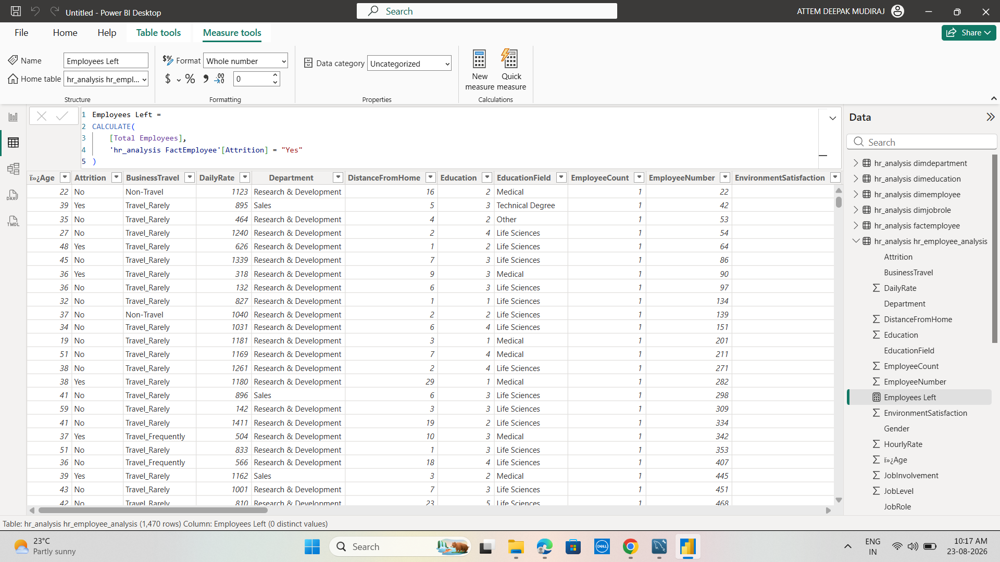 Untitled - Power BI Desktop
Search
ATTEM DEEPAK MUDIRAJ
File Home Help Table tools Measure tools
Share
Name Employees Left
Home table hr_analysis hr_empl...
Structure
Format Whole number
$ % , .00 →0 0
Formatting
Data category Uncategorized
Properties
New measure
Quick measure
Calculations
1 Employees Left =
2 CALCULATE(
3 [Total Employees],
4 'hr_analysis FactEmployee'[Attrition] = "Yes"
5 )
DAX
TMDL
ï»¿Age Attrition BusinessTravel DailyRate Department DistanceFromHome Education EducationField EmployeeCount EmployeeNumber EnvironmentSatisfaction
22 No Non-Travel 1123 Research & Development 16 2 Medical 1 22
39 Yes Travel_Rarely 895 Sales 5 3 Technical Degree 1 42
35 No Travel_Rarely 464 Research & Development 4 2 Other 1 53
27 No Travel_Rarely 1240 Research & Development 2 4 Life Sciences 1 54
48 Yes Travel_Rarely 626 Research & Development 1 2 Life Sciences 1 64
45 No Travel_Rarely 1339 Research & Development 7 3 Life Sciences 1 86
36 Yes Travel_Rarely 318 Research & Development 9 3 Medical 1 90
36 No Travel_Rarely 132 Research & Development 6 3 Life Sciences 1 97
32 No Travel_Rarely 827 Research & Development 1 1 Life Sciences 1 134
37 No Non-Travel 1040 Research & Development 2 2 Life Sciences 1 139
34 No Travel_Rarely 1031 Research & Development 6 4 Life Sciences 1 151
19 No Travel_Rarely 1181 Research & Development 3 1 Medical 1 201
51 No Travel_Rarely 1169 Research & Development 7 4 Medical 1 211
38 No Travel_Rarely 1261 Research & Development 2 4 Life Sciences 1 271
38 Yes Travel_Rarely 1180 Research & Development 29 1 Medical 1 282
41 No Travel_Rarely 896 Sales 6 3 Life Sciences 1 298
59 No Travel_Rarely 142 Research & Development 3 3 Life Sciences 1 309
41 No Travel_Rarely 1411 Research & Development 19 2 Life Sciences 1 334
37 Yes Travel_Frequently 504 Research & Development 10 3 Medical 1 342
51 No Travel_Rarely 833 Research & Development 1 3 Life Sciences 1 353
36 No Travel_Frequently 566 Research & Development 18 4 Life Sciences 1 407
39 Yes Travel_Rarely 1162 Sales 3 2 Medical 1 445
43 No Travel_Rarely 1001 Research & Development 7 3 Life Sciences 1 451
42 No Travel_Rarely 810 Research & Development 23 5 Life Sciences 1 468
Data
Search
hr_analysis dimdepartment
hr_analysis dimeducation
hr_analysis dimemployee
hr_analysis dimjobrole
hr_analysis factemployee
hr_analysis hr_employee_analysis
Attrition
BusinessTravel
DailyRate
Department
DistanceFromHome
Education
EducationField
EmployeeCount
EmployeeNumber
Employees Left
EnvironmentSatisfaction
Gender
HourlyRate
ï»¿Age
JobInvolvement
JobLevel
JobRole
Table: hr_analysis hr_employee_analysis (1,470 rows) Column: Employees Left (0 distinct values)
23°C
Partly sunny
Search
DELL
ENG
IN
10:17 AM
23-08-2026